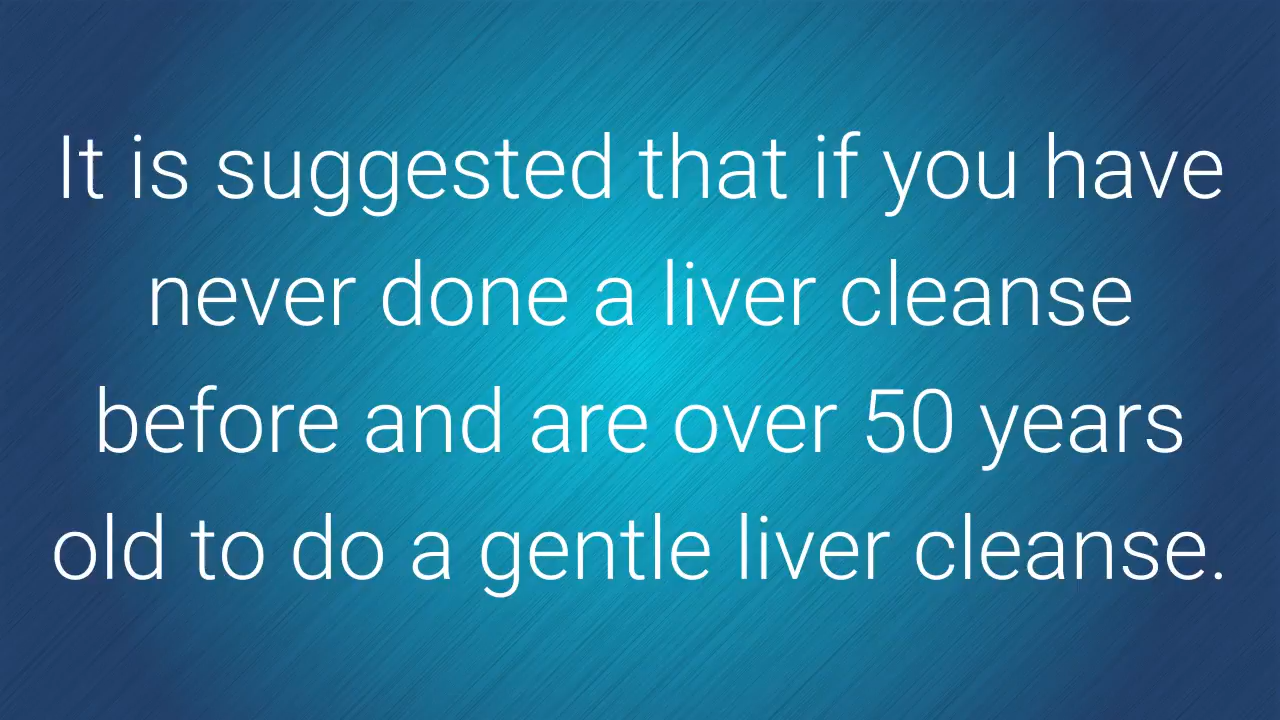 It is suggested that if you have
never done a liver cleanse
before and are over 50 years
old to do a gentle liver cleanse.